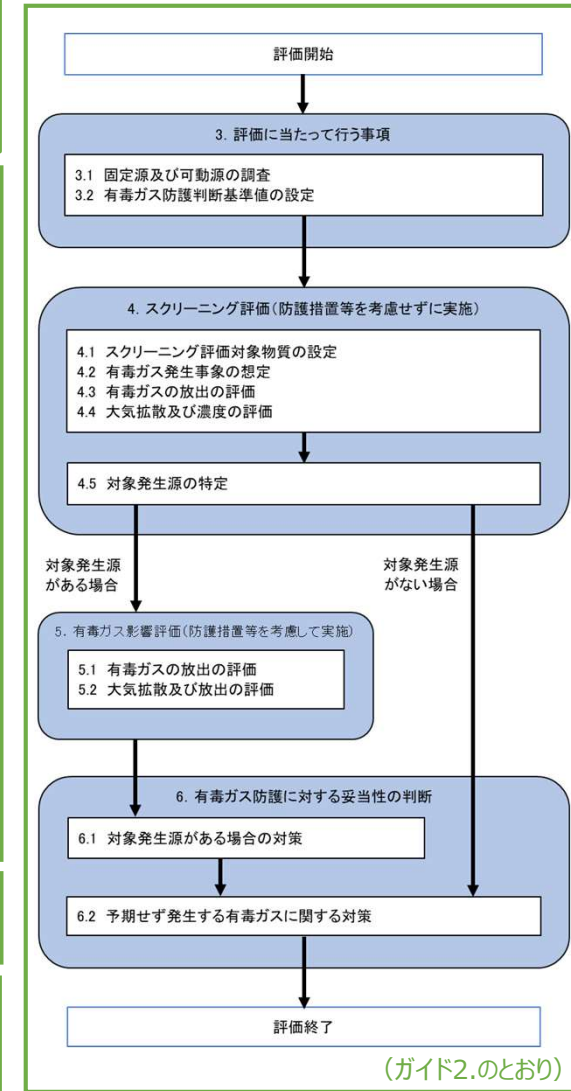 評価開始
3. 評価に当たって行う事項
3.1 固定源及び可動源の調査
3.2 有毒ガス防護判断基準値の設定
4. スクリーニング評価(防護措置等を考慮せずに実施)
4.1 スクリーニング評価対象物質の設定
4.2 有毒ガス発生事象の想定
4.3 有毒ガスの放出の評価
4.4 大気拡散及び濃度の評価
4.5 対象発生源の特定
対象発生源
がある場合
対象発生源
がない場合
5. 有毒ガス影響評価(防護措置等を考慮して実施)
5.1 有毒ガスの放出の評価
5.2 大気拡散及び放出の評価
6. 有毒ガス防護に対する妥当性の判断
6.1 対象発生源がある場合の対策
6.2 予期せず発生する有毒ガスに関する対策
評価終了
(ガイド2.のとおり)